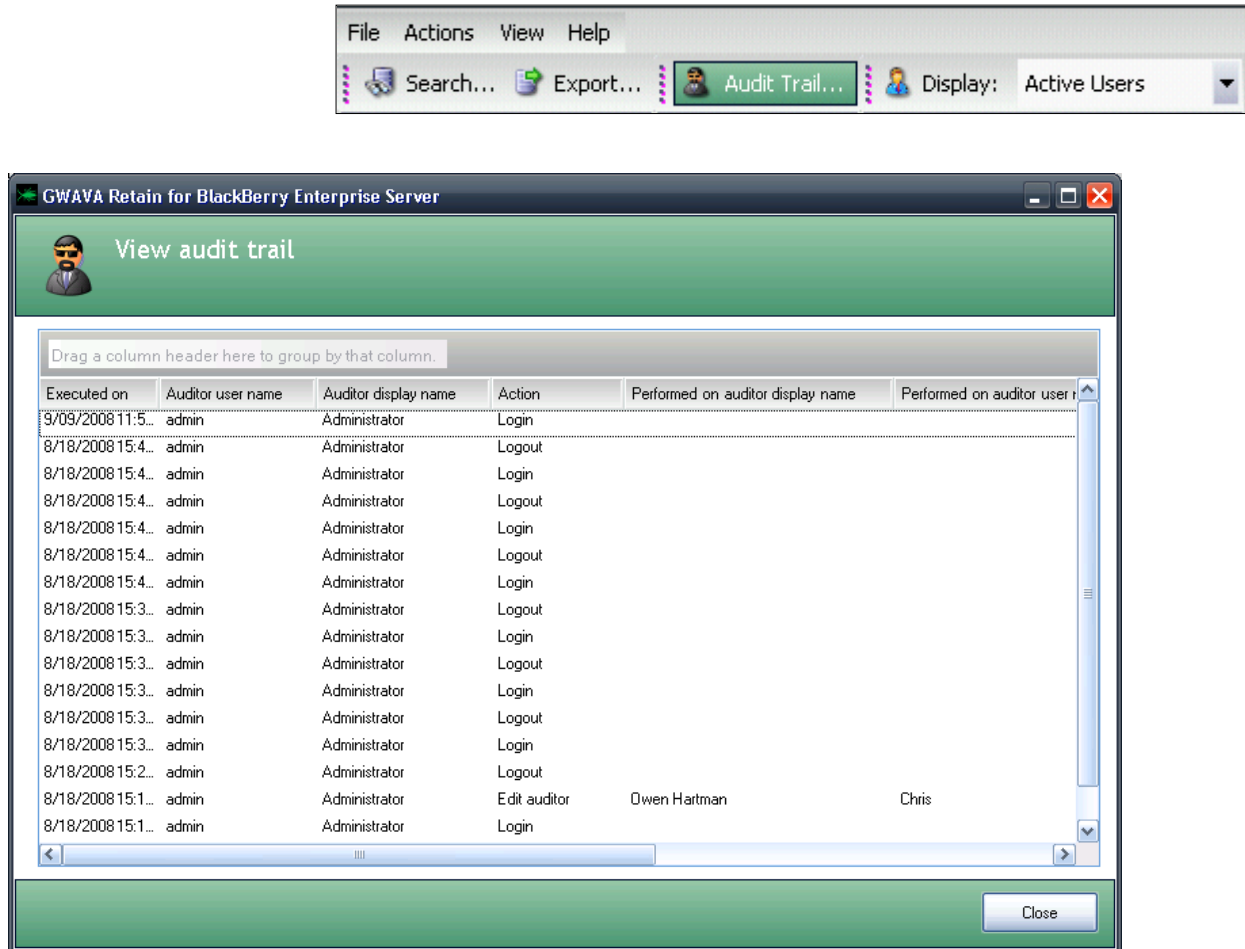 File Actions View Help
Search... Export... Audit Trail... Display: Active Users
GWAVA Retain for BlackBerry Enterprise Server
View audit trail
Drag a column header here to group by that column.
Executed on Auditor user name Auditor display name Action Performed on auditor display name Performed on auditor user
9/09/2008 11:5... admin Administrator Login
8/18/2008 15:4... admin Administrator Logout
8/18/2008 15:4... admin Administrator Login
8/18/2008 15:4... admin Administrator Logout
8/18/2008 15:4... admin Administrator Login
8/18/2008 15:4... admin Administrator Logout
8/18/2008 15:4... admin Administrator Login
8/18/2008 15:3... admin Administrator Logout
8/18/2008 15:3... admin Administrator Login
8/18/2008 15:3... admin Administrator Logout
8/18/2008 15:3... admin Administrator Login
8/18/2008 15:3... admin Administrator Logout
8/18/2008 15:3... admin Administrator Login
8/18/2008 15:2... admin Administrator Logout
8/18/2008 15:1... admin Administrator Edit auditor Owen Hartman Chris
8/18/2008 15:1... admin Administrator Login
Close